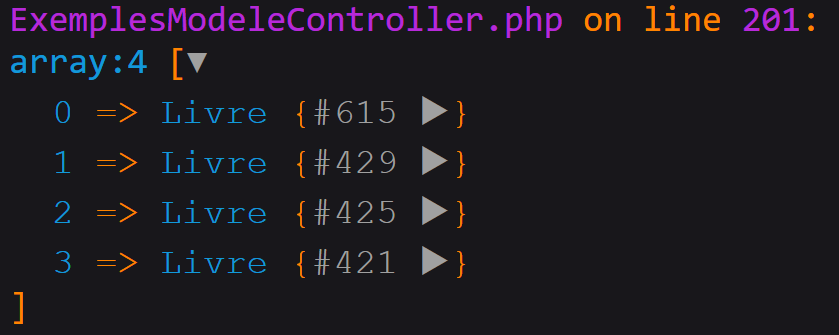 ExemplesModeleController.php on line 201:
array:4 [▼
  0 => Livre {#615 ▶}
  1 => Livre {#429 ▶}
  2 => Livre {#425 ▶}
  3 => Livre {#421 ▶}
]